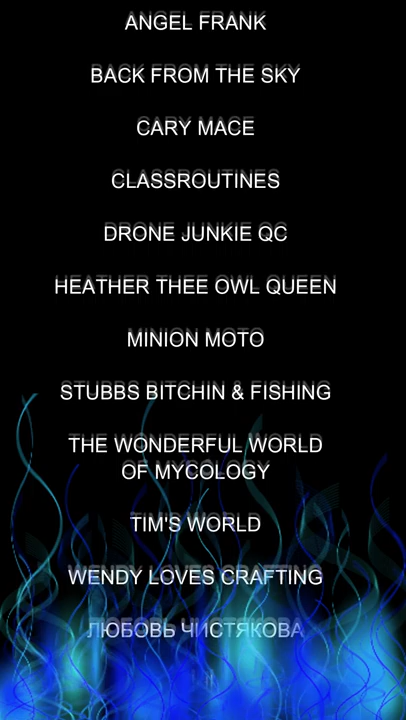 ANGEL FRANK
BACK FROM THE SKY
CARY MACE
CLASSROUTINES
DRONE JUNKIE QC
HEATHER THEE OWL QUEEN
MINION MOTO
STUBBS BITCHIN & FISHING
THE WONDERFUL WORLD
OF MYCOLOGY
TIM'S WORLD
WENDY LOVES CRAFTING
ЛЮБОВЬ ЧИСТЯКОВА